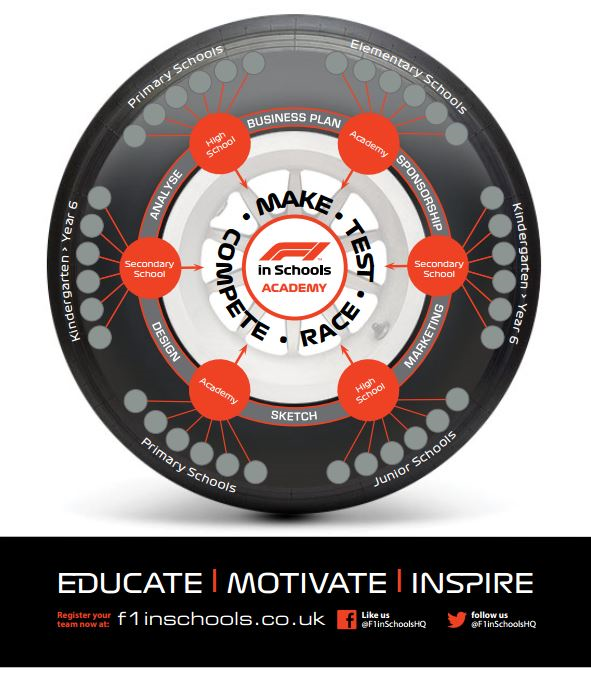 Primary Schools
Elementary Schools
BUSINESS PLAN
High
School
Academy
ANALYSE
SPONSORSHIP
MAKE • TEST • RACE • COMPETE •
Kindergarten > Year 6
Kindergarten > Year 6
Secondary
School
F1
in Schools
ACADEMY
Secondary
School
DESIGN
MARKETING
Academy
High
School
SKETCH
Primary Schools
Junior Schools
EDUCATE | MOTIVATE | INSPIRE
Register your
team now at:
f1inschools.co.uk
Like us
@F1inSchoolsHQ
follow us
@F1inSchoolsHQ